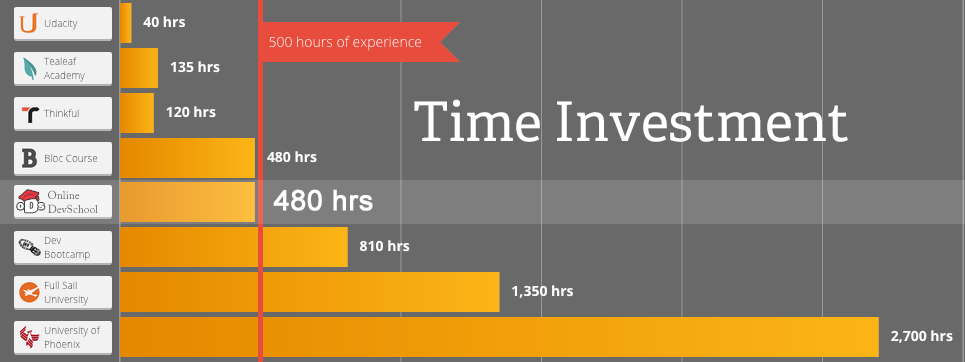 Udacity
40 hrs
500 hours of experience
Tealeaf
Academy
135 hrs
Thinkful
120 hrs
Time Investment
Bloc Course
480 hrs
Online
DevSchool
480 hrs
Dev
Bootcamp
810 hrs
Full Sail
University
1,350 hrs
University of
Phoenix
2,700 hrs